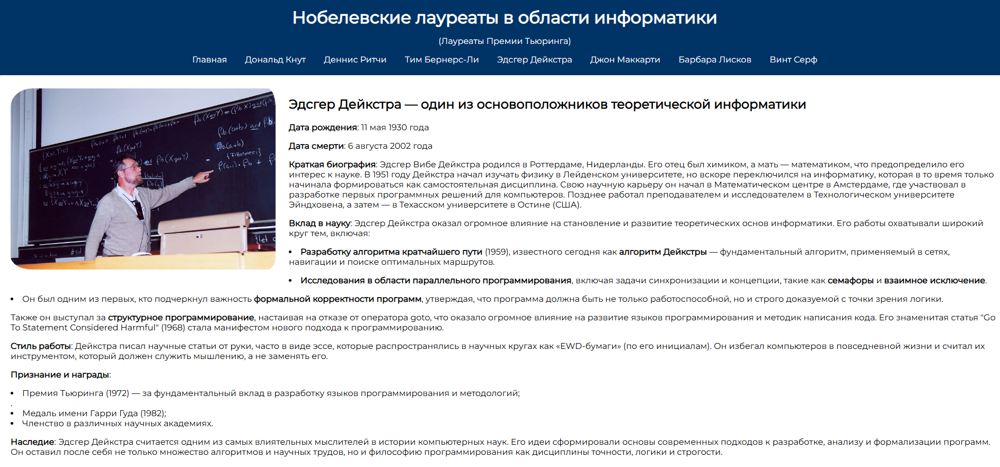 Нобелевские лауреаты в области информатики
(Лауреаты Премии Тьюринга)
Главная Дональд Кнут Деннис Ритчи Тим Бернерс-Ли Эдсгер Дейкстра Джон Маккарти Барбара Лисков Винт Серф
Эдсгер Дейкстра — один из основоположников теоретической информатики
Дата рождения: 11 мая 1930 года
Дата смерти: 6 августа 2002 года
Краткая биография: Эдсгер Вибе Дейкстра родился в Роттердаме, Нидерланды. Его отец был химиком, а мать — математиком, что предопределило его
интерес к науке. В 1951 году Дейкстра начал изучать физику в Лейденском университете, но вскоре переключился на информатику, которая в то время только
начинала формироваться как самостоятельная дисциплина. Свою научную карьеру он начал в Математическом центре в Амстердаме, где участвовал в
разработке первых программных решений для компьютеров. Позднее работал преподавателем и исследователем в Технологическом университете
Эйндховена, а затем — в Техасском университете в Остине (США).
Вклад в науку: Эдсгер Дейкстра оказал огромное влияние на становление и развитие теоретических основ информатики. Его работы охватывали широкий
круг тем, включая:
• Разработку алгоритма кратчайшего пути (1959), известного сегодня как алгоритм Дейкстры — фундаментальный алгоритм, применяемый в сетях,
навигации и поиске оптимальных маршрутов.
• Исследования в области параллельного программирования, включая задачи синхронизации и концепции, такие как семафоры и взаимное исключение.
• Он был одним из первых, кто подчеркнул важность формальной корректности программ, утверждая, что программа должна быть не только работоспособной, но и строго доказуемой с точки зрения логики.
Также он выступал за структурное программирование, настаивая на отказе от оператора goto, что оказало огромное влияние на развитие языков программирования и методик написания кода. Его знаменитая статья "Go
To Statement Considered Harmful" (1968) стала манифестом нового подхода к программированию.
Стиль работы: Дейкстра писал научные статьи от руки, часто в виде эссе, которые распространялись в научных кругах как «EWD-бумаги» (по его инициалам). Он избегал компьютеров в повседневной жизни и считал их
инструментом, который должен служить мышлению, а не заменять его.
Признание и награды:
• Премия Тьюринга (1972) — за фундаментальный вклад в разработку языков программирования и методологий;
.
• Медаль имени Гарри Гуда (1982);
• Членство в различных научных академиях.
Наследие: Эдсгер Дейкстра считается одним из самых влиятельных мыслителей в истории компьютерных наук. Его идеи сформировали основы современных подходов к разработке, анализу и формализации программ.
Он оставил после себя не только множество алгоритмов и научных трудов, но и философию программирования как дисциплины точности, логики и строгости.